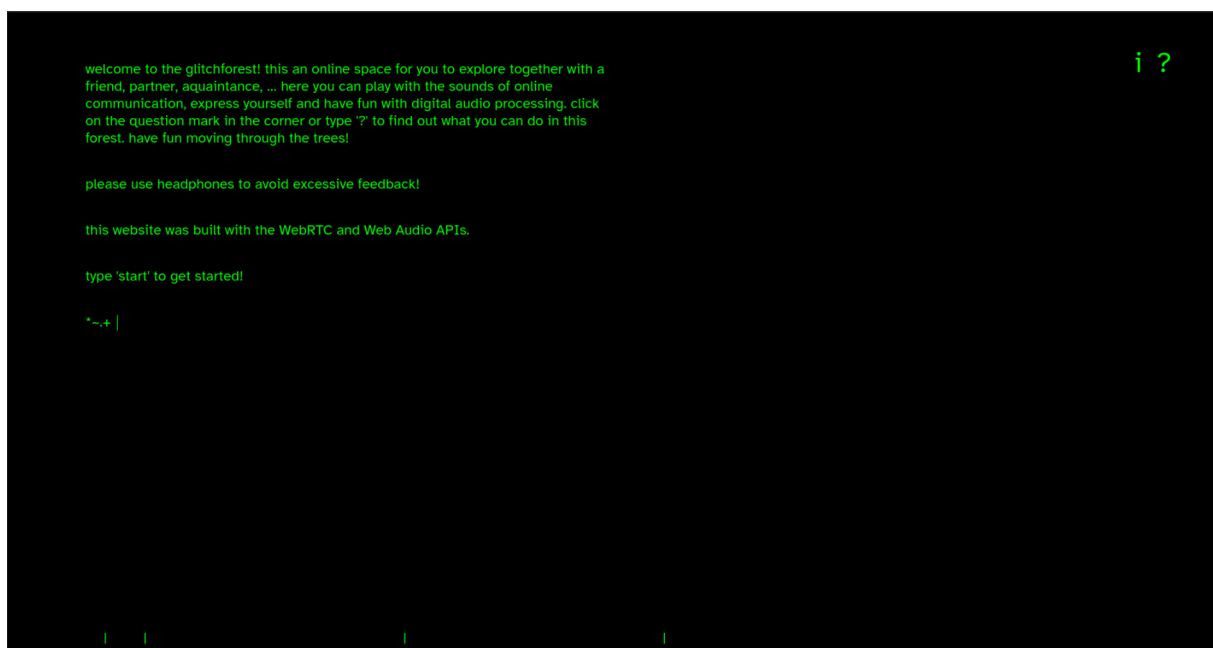 i ?
welcome to the glitchforest! this an online space for you to explore together with a
friend, partner, aquaintance, ... here you can play with the sounds of online
communication, express yourself and have fun with digital audio processing. click
on the question mark in the corner or type '?' to find out what you can do in this
forest. have fun moving through the trees!
please use headphones to avoid excessive feedback!
this website was built with the WebRTC and Web Audio APIs.
type 'start' to get started!
*~.+ |
| | | |